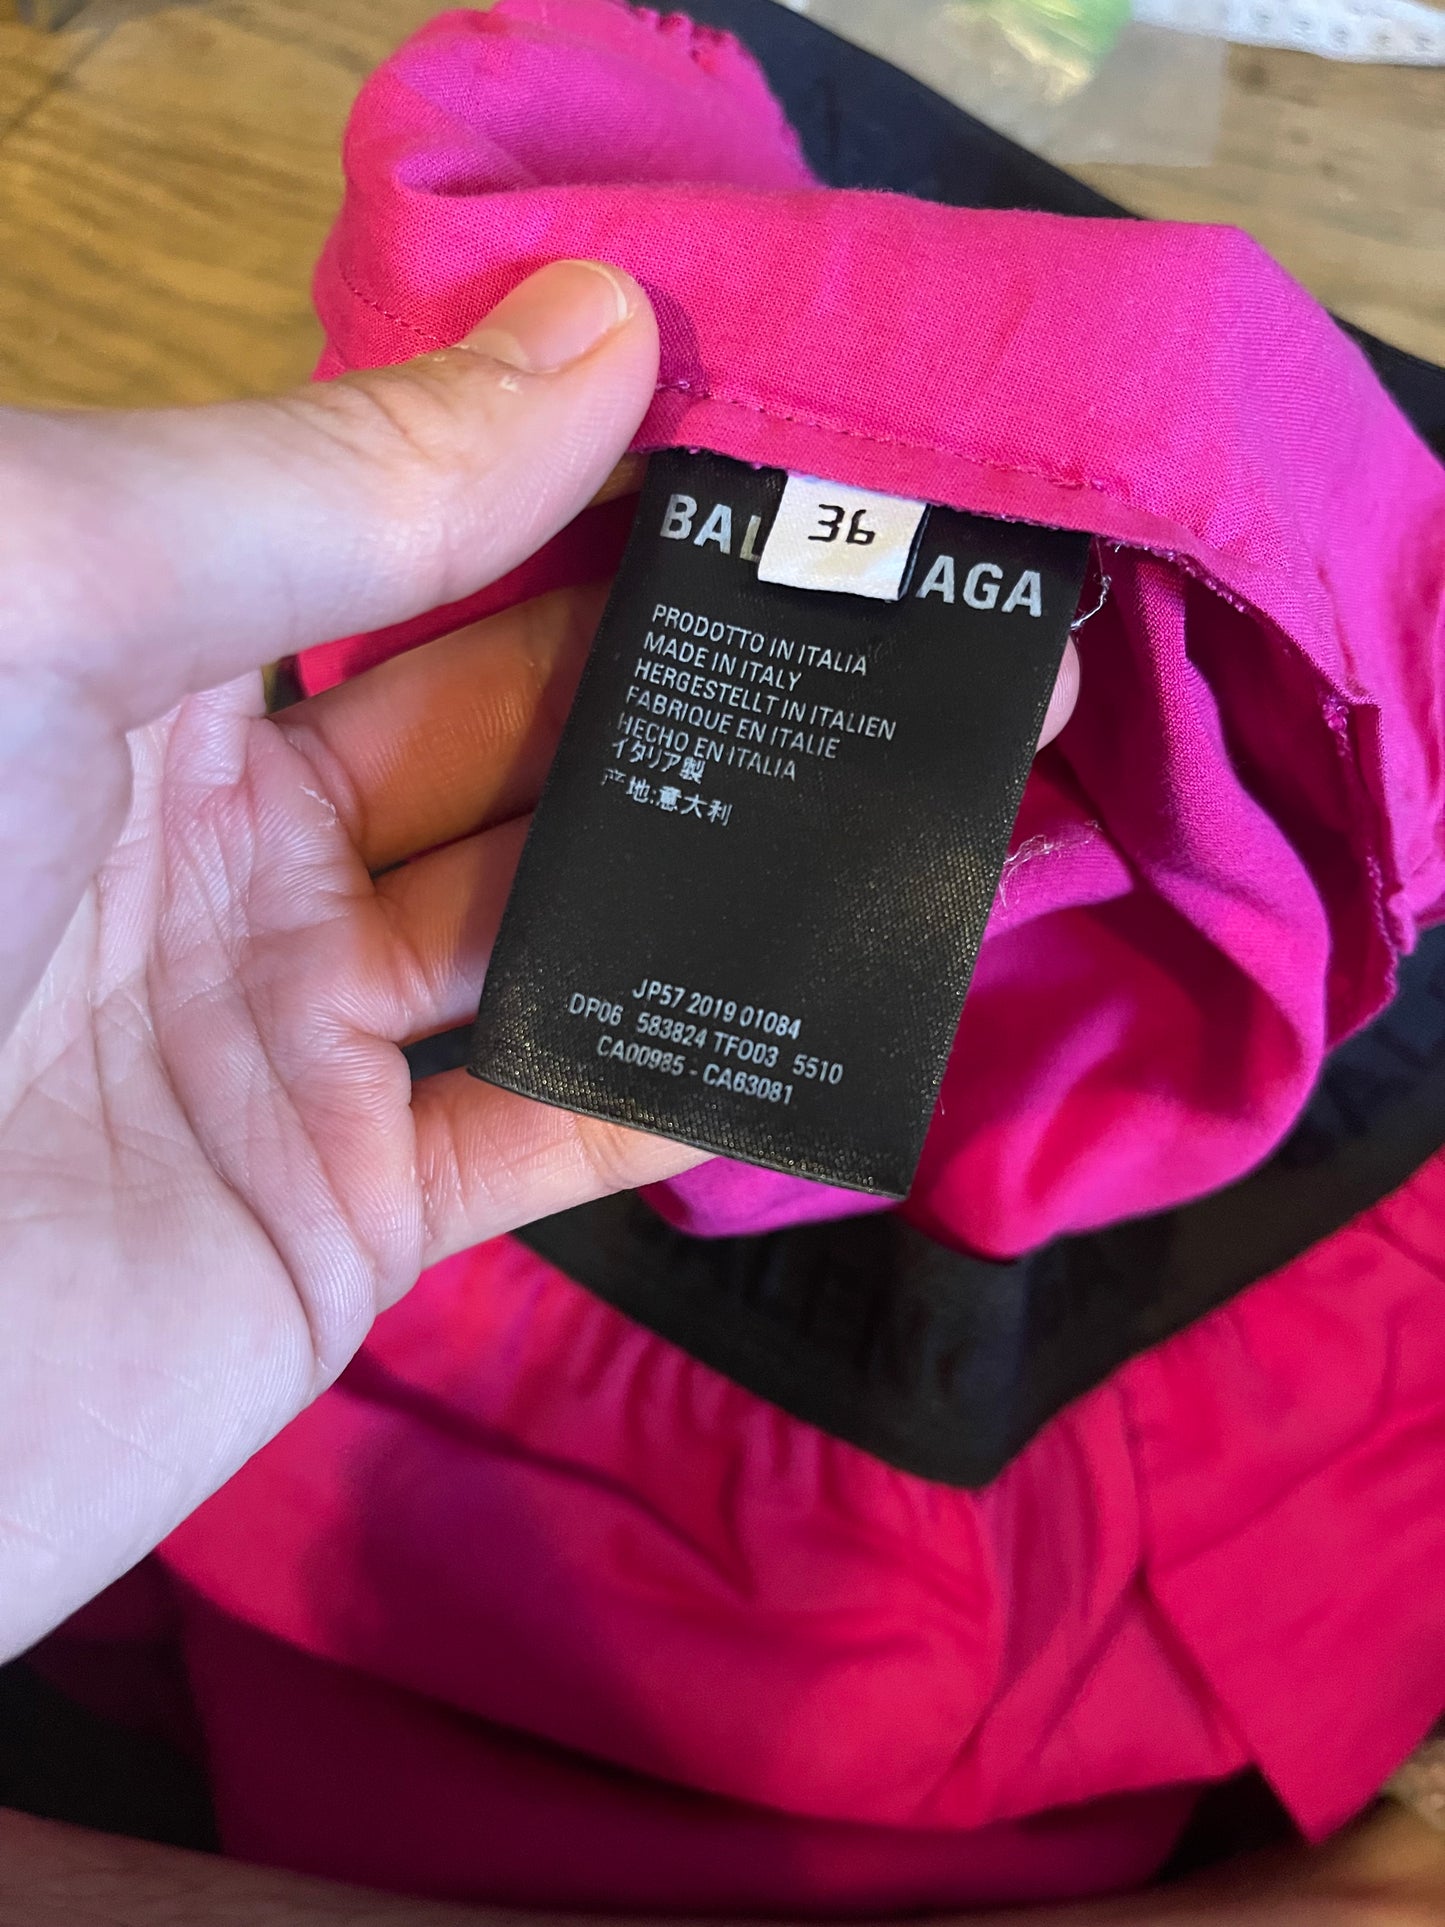 36
BAL AGA
PRODOTTO IN ITALIA
MADE IN ITALY
HERGESTELLT IN ITALIEN
FABRIQUE EN ITALIE
HECHO EN ITALIA
イタリア製
产地:意大利
JP57 2019 01084
DP06 583824 TFO03 5510
CA00985 - CA63081